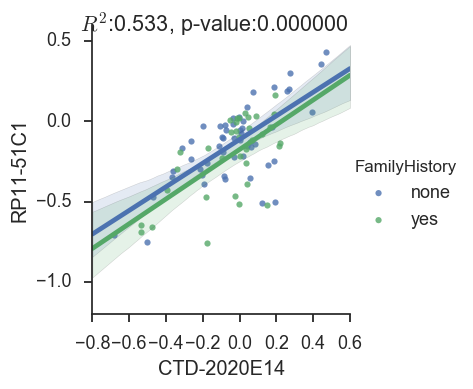 R²:0.533, p-value:0.000000
0.5
0.0
−0.5
−1.0
RP11-51C1
FamilyHistory
none
yes
−0.8−0.6−0.4−0.2 0.0 0.2 0.4 0.6
CTD-2020E14